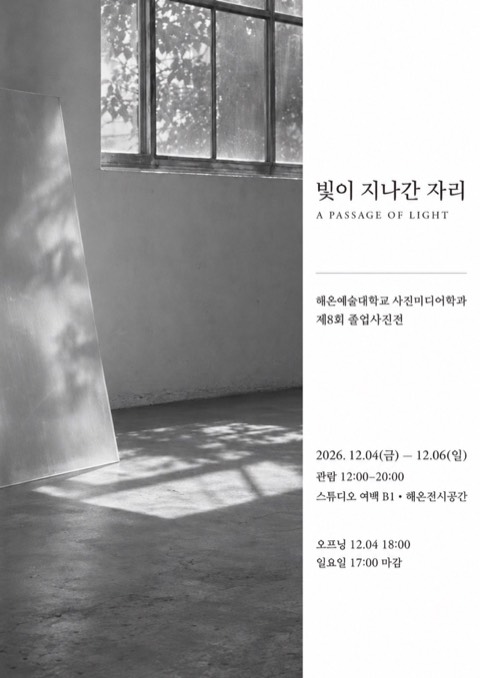 빛이 지나간 자리
A PASSAGE OF LIGHT
해온예술대학교 사진미디어학과
제8회 졸업사진전
2026. 12.04(금) — 12.06(일)
관람 12:00–20:00
스튜디오 여백 B1 • 해온전시공간
오프닝 12.04 18:00
일요일 17:00 마감